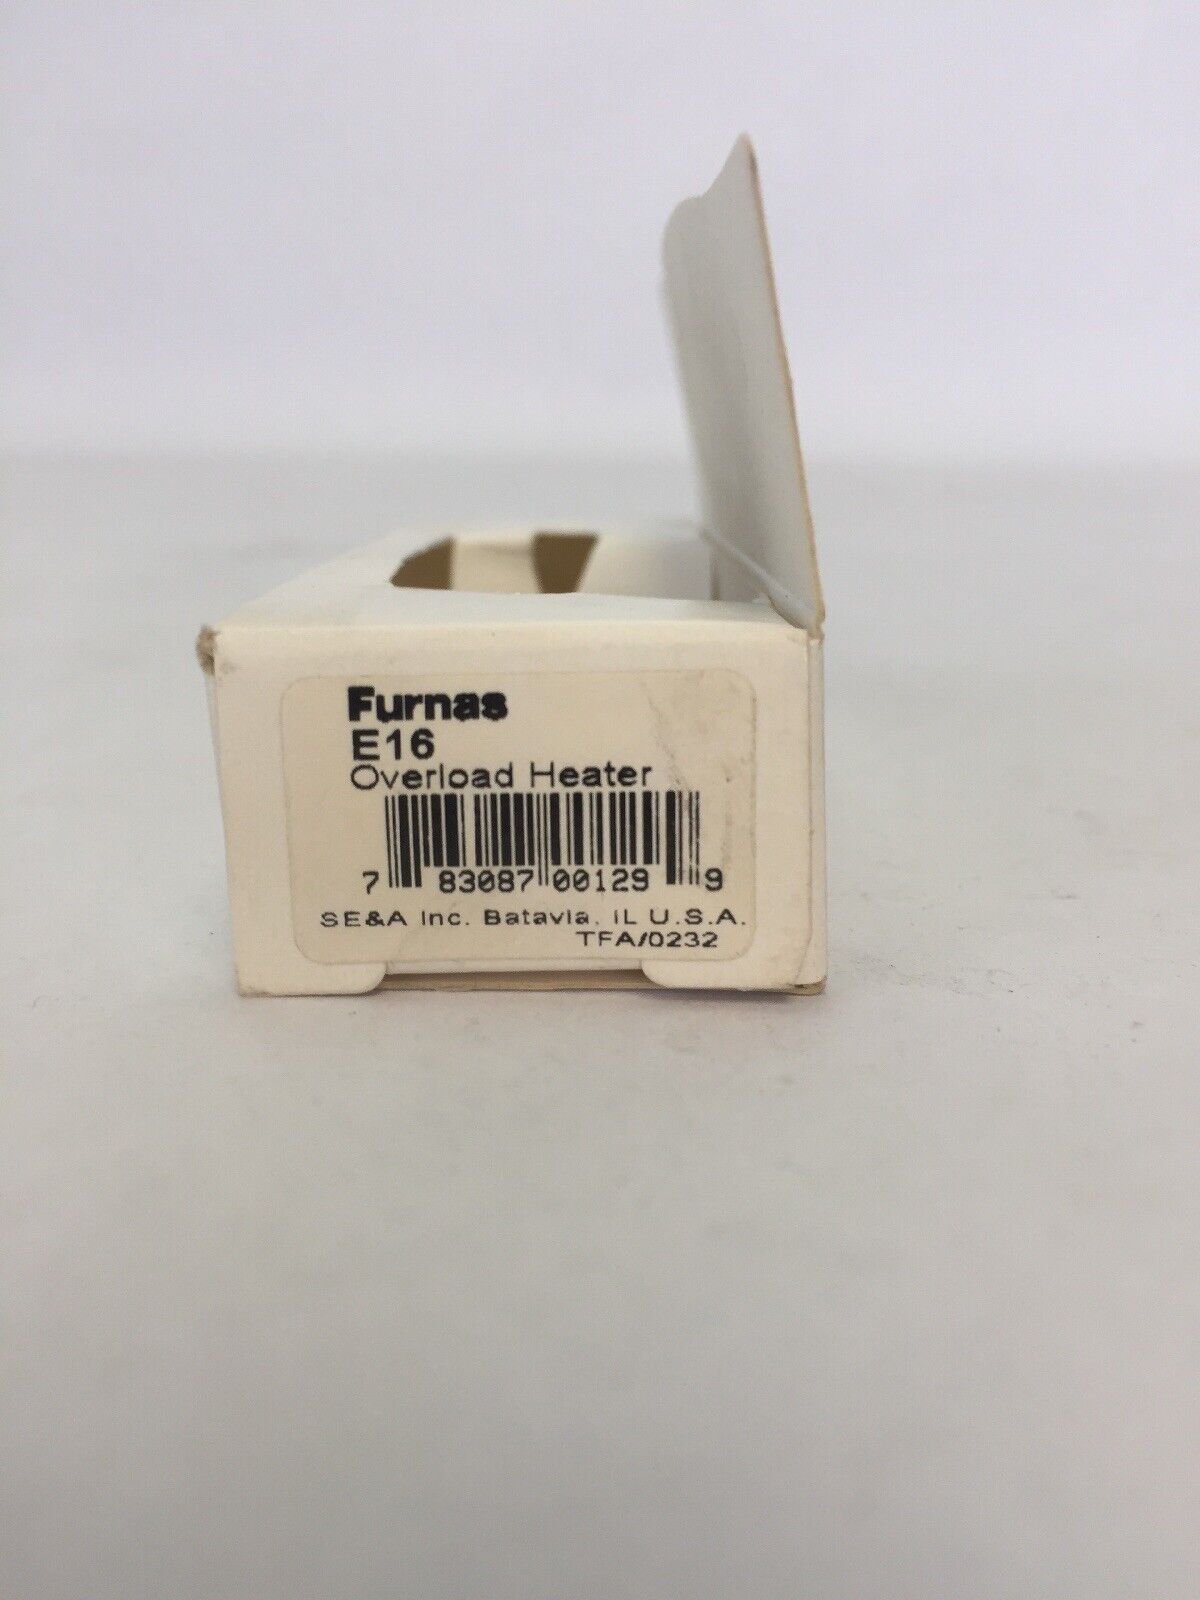 Furnas
E16
Overload Heater
7 83087 00129 9
SE&A Inc. Batavia, IL U.S.A.
TFA/0232